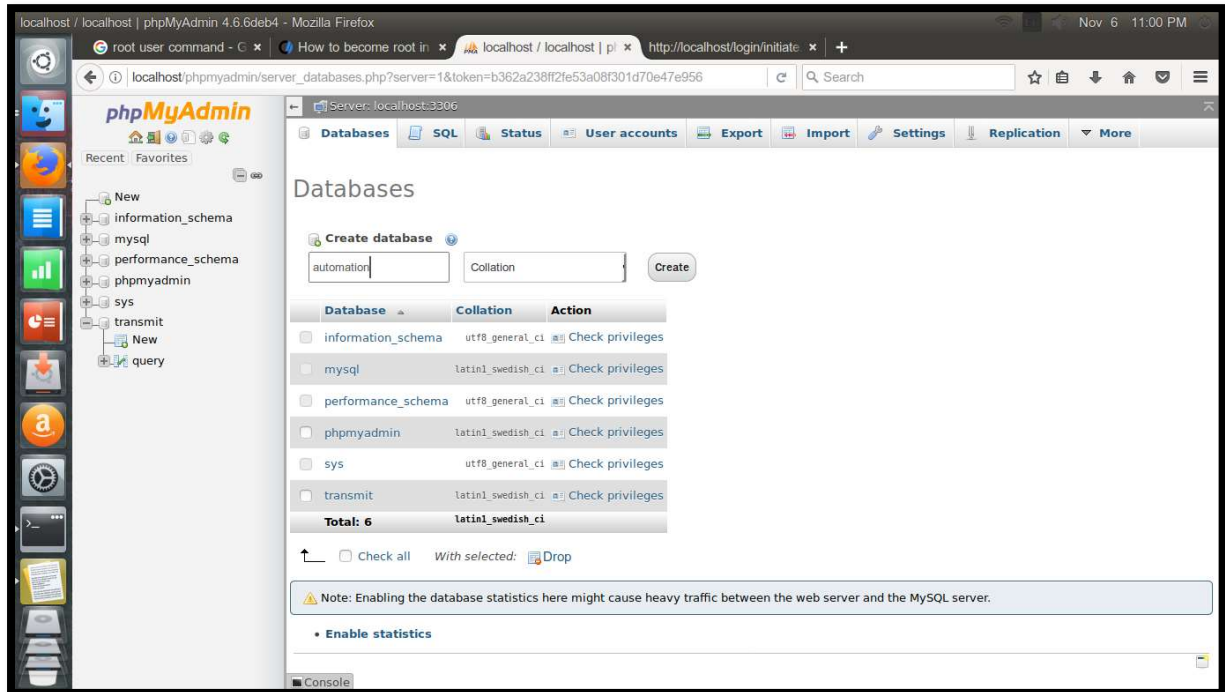 localhost / localhost | phpMyAdmin 4.6.6deb4 - Mozilla Firefox
Nov 6 11:00 PM
root user command - G
How to become root in
localhost / localhost | p
http://localhost/login/initiate
localhost/phpmyadmin/server_databases.php?server=1&token=b362a238ff2fe53a08f301d70e47e956
Search
phpMyAdmin
Recent Favorites
New
information_schema
mysql
performance_schema
phpmyadmin
sys
transmit
New
query
Server: localhost:3306
Databases SQL Status User accounts Export Import Settings Replication More
Databases
Create database
automation
Collation
Create
Database Collation Action
information_schema utf8_general_ci Check privileges
mysql latin1_swedish_ci Check privileges
performance_schema utf8_general_ci Check privileges
phpmyadmin latin1_swedish_ci Check privileges
sys utf8_general_ci Check privileges
transmit latin1_swedish_ci Check privileges
Total: 6 latin1_swedish_ci
Check all With selected: Drop
Note: Enabling the database statistics here might cause heavy traffic between the web server and the MySQL server.
• Enable statistics
Console